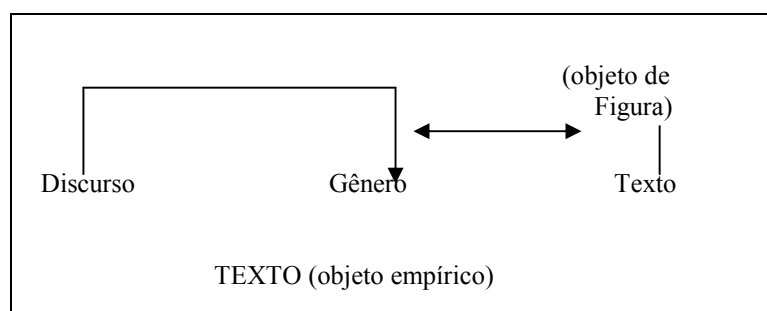 (objeto de
Figura)
Discurso Gênero Texto
TEXTO (objeto empírico)